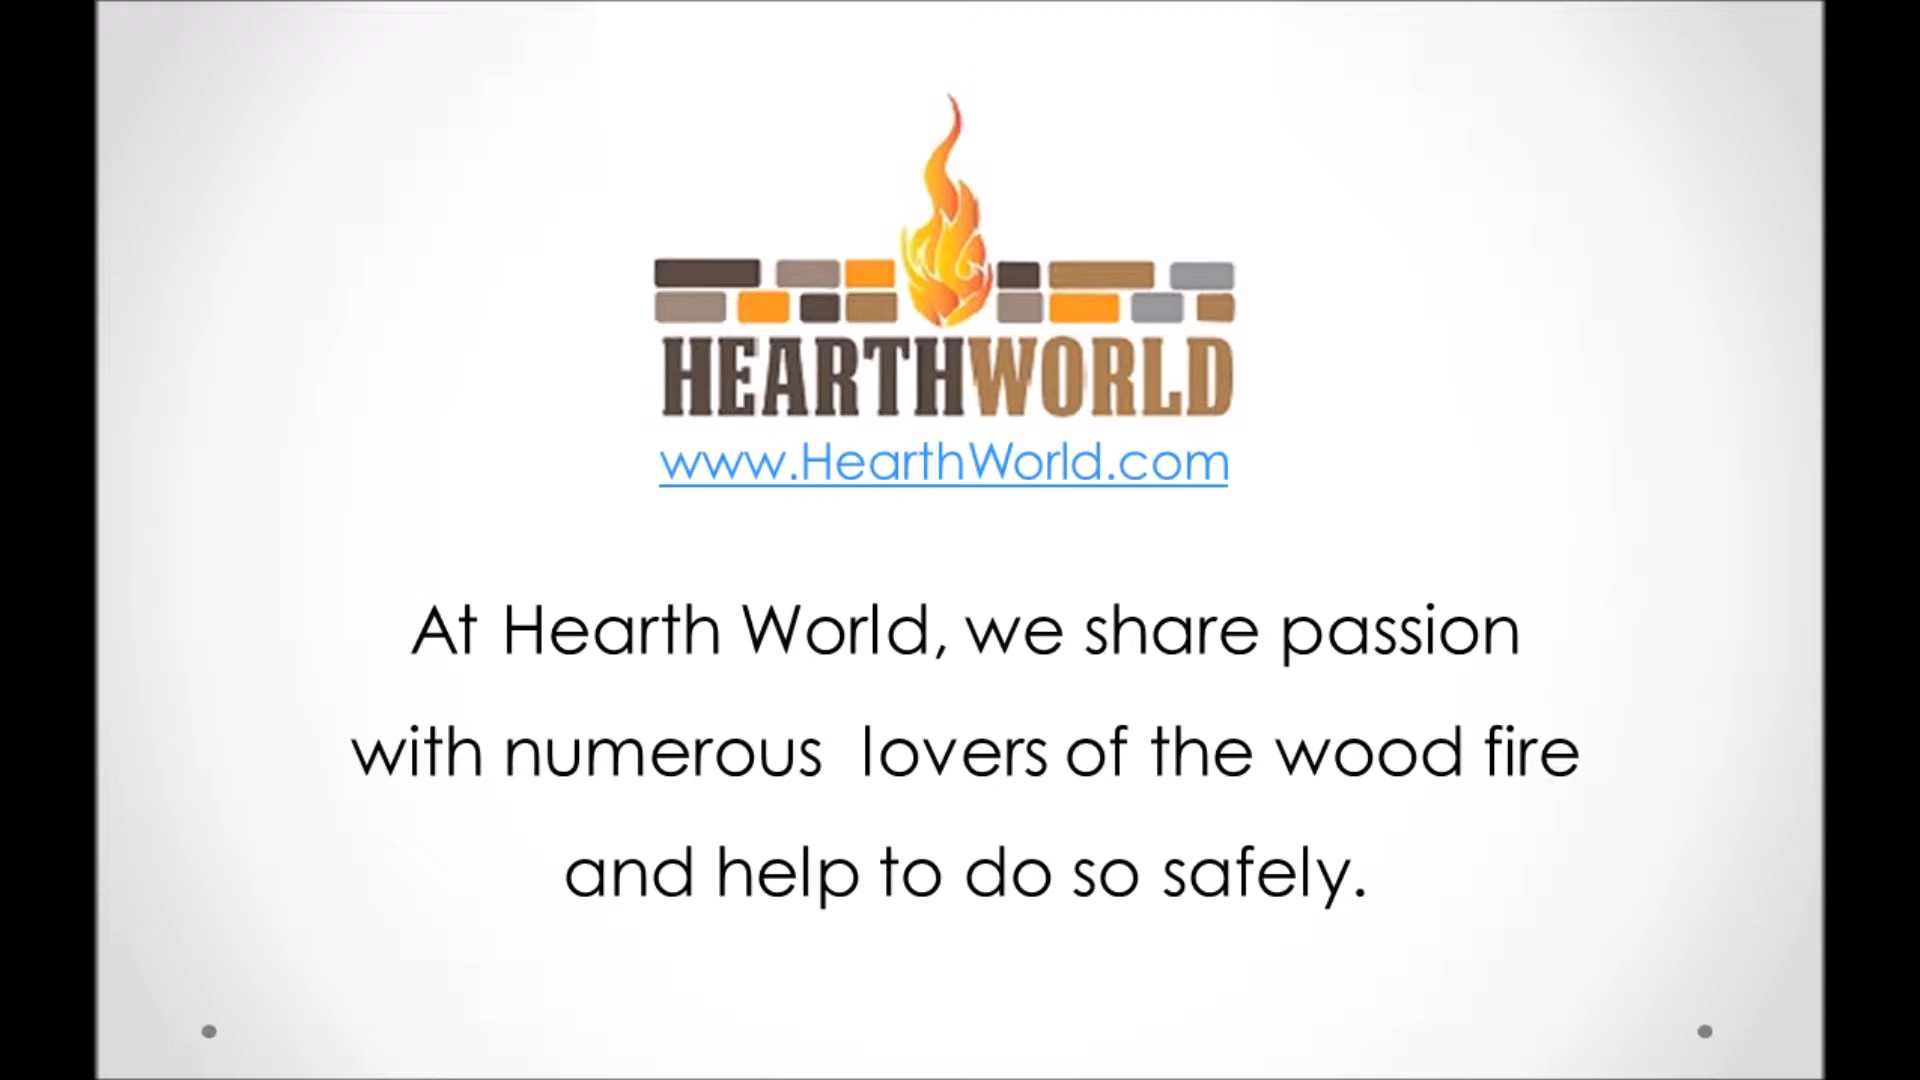 HEARTHWORLD
www.HearthWorld.com
At Hearth World, we share passion
with numerous lovers of the wood fire
and help to do so safely.